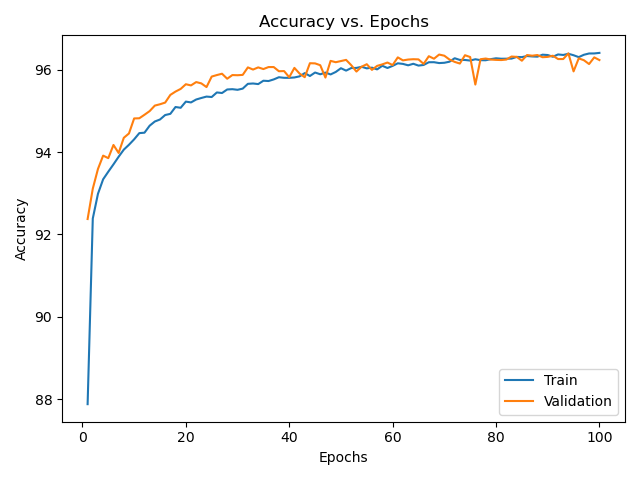 Accuracy vs. Epochs
Accuracy
96
94
92
90
88
0 20 40 60 80 100
Epochs
Train
Validation